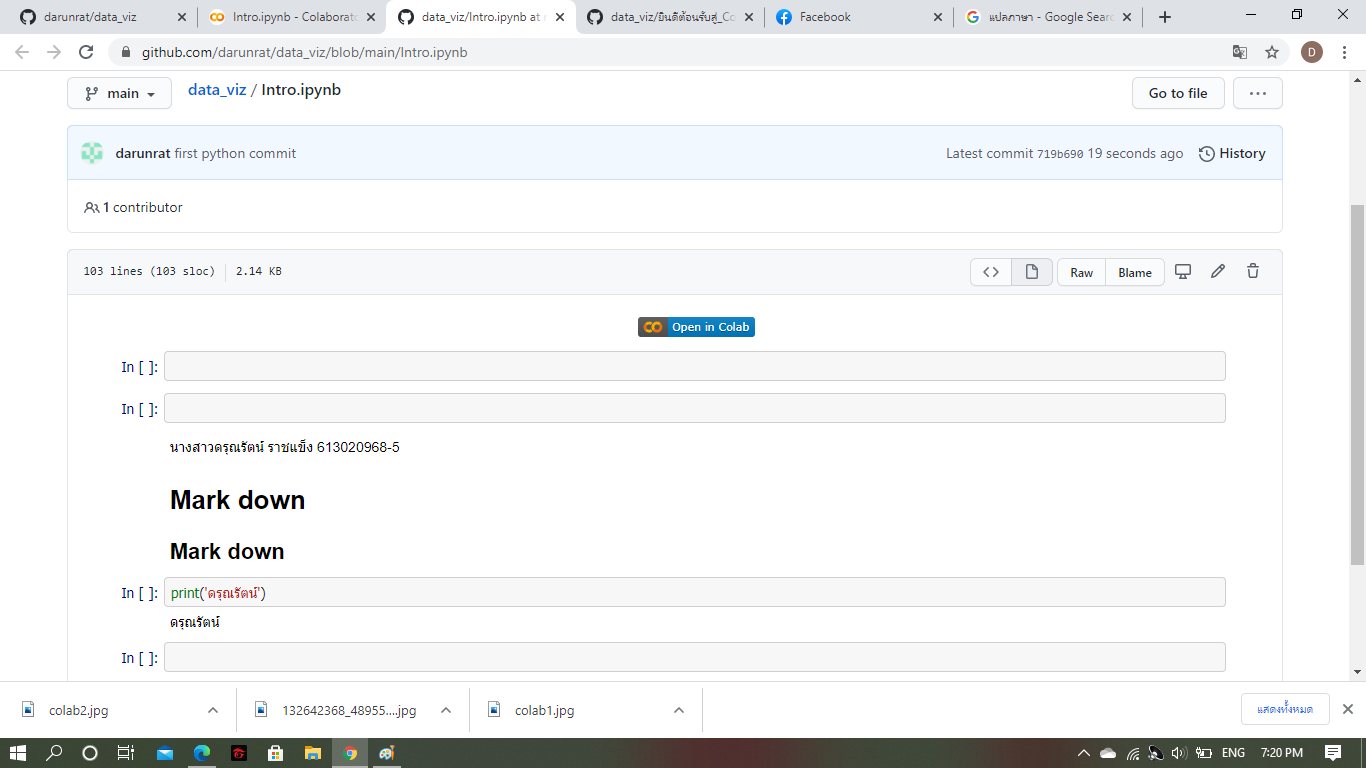 darunrat/data_viz
Intro.ipynb - Colaborato
data_viz/Intro.ipynb at
data_viz/ยินดีต้อนรับสู่_Co
Facebook
แปลภาษา - Google Sear
github.com/darunrat/data_viz/blob/main/Intro.ipynb
D
main
data_viz / Intro.ipynb
Go to file
darunrat first python commit
Latest commit 719b690 19 seconds ago
History
1 contributor
103 lines (103 sloc)
2.14 KB
Raw
Blame
Open in Colab
In [ ]:
In [ ]:
นางสาวดรุณรัตน์ ราชแข็ง 613020968-5
Mark down
Mark down
In [ ]:
print('ดรุณรัตน์')
ดรุณรัตน์
In [ ]:
colab2.jpg
132642368_48955....jpg
colab1.jpg
แสดงทั้งหมด
ENG
7:20 PM